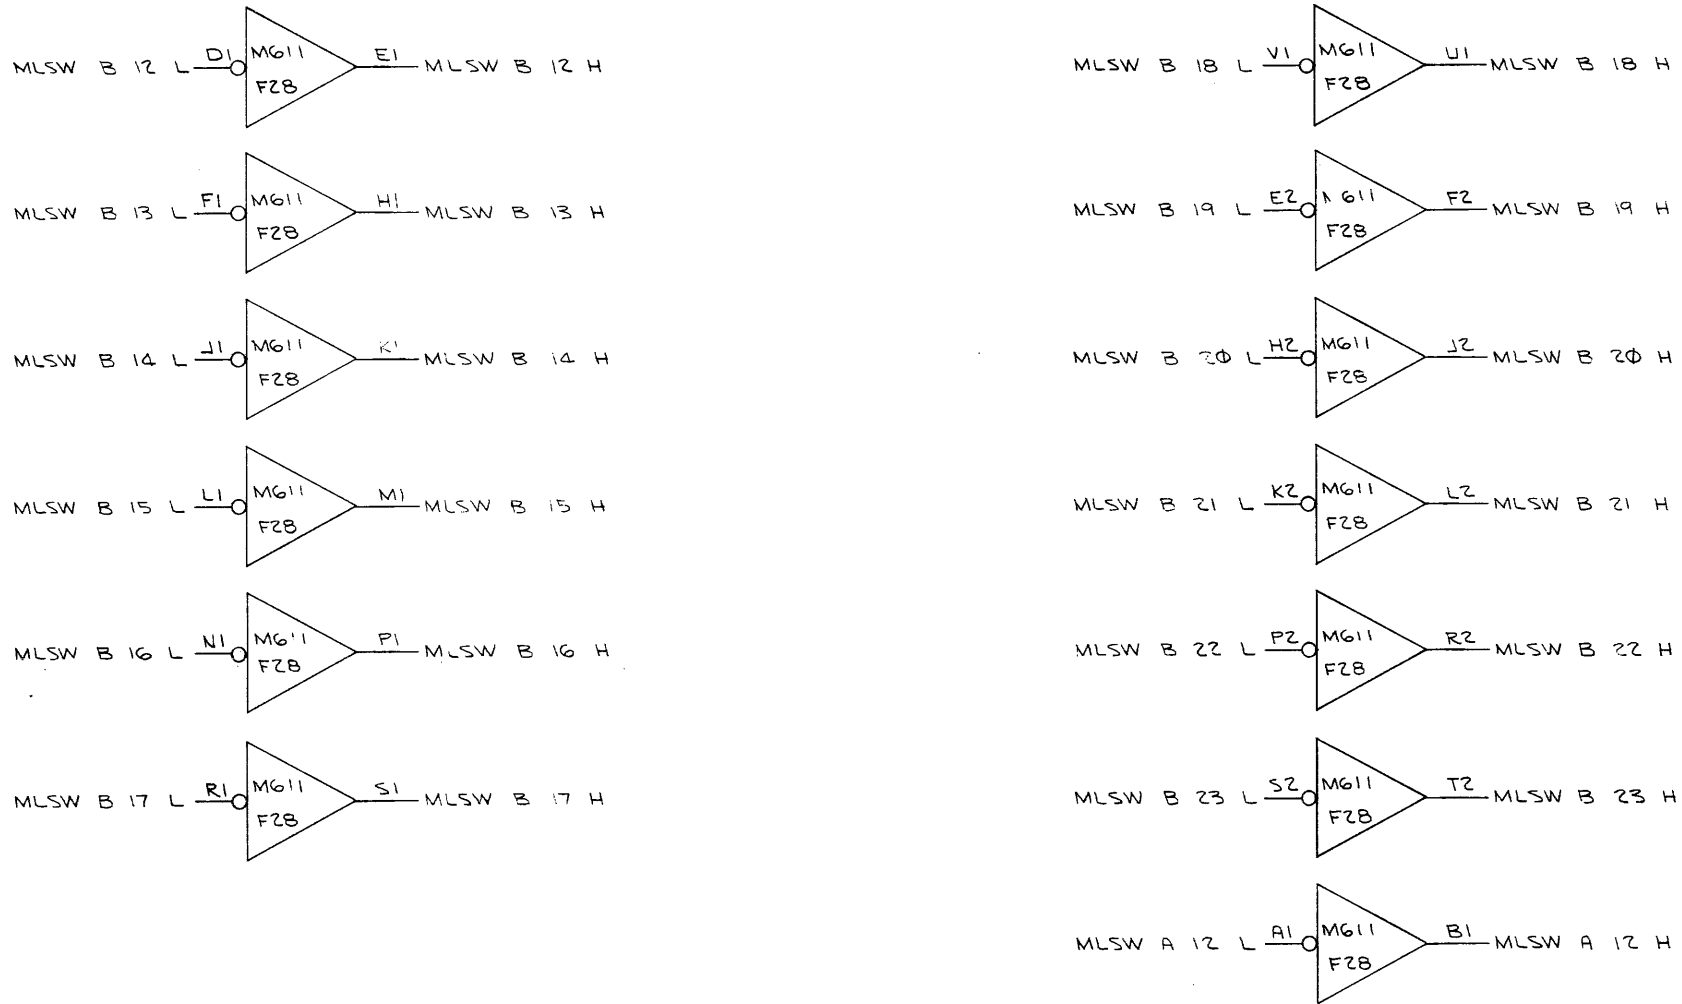 MLSW B 12 L D1 M611 F28 E1 MLSW B 12 H
MLSW B 13 L F1 M611 F28 H1 MLSW B 13 H
MLSW B 14 L J1 M611 F28 K1 MLSW B 14 H
MLSW B 15 L L1 M611 F28 M1 MLSW B 15 H
MLSW B 16 L N1 M611 F28 P1 MLSW B 16 H
MLSW B 17 L R1 M611 F28 S1 MLSW B 17 H
MLSW B 18 L V1 M611 F28 U1 MLSW B 18 H
MLSW B 19 L E2 M611 F28 F2 MLSW B 19 H
MLSW B 2Ø L H2 M611 F28 J2 MLSW B 2Ø H
MLSW B 21 L K2 M611 F28 L2 MLSW B 21 H
MLSW B 22 L P2 M611 F28 R2 MLSW B 22 H
MLSW B 23 L S2 M611 F28 T2 MLSW B 23 H
MLSW A 12 L A1 M611 F28 B1 MLSW A 12 H